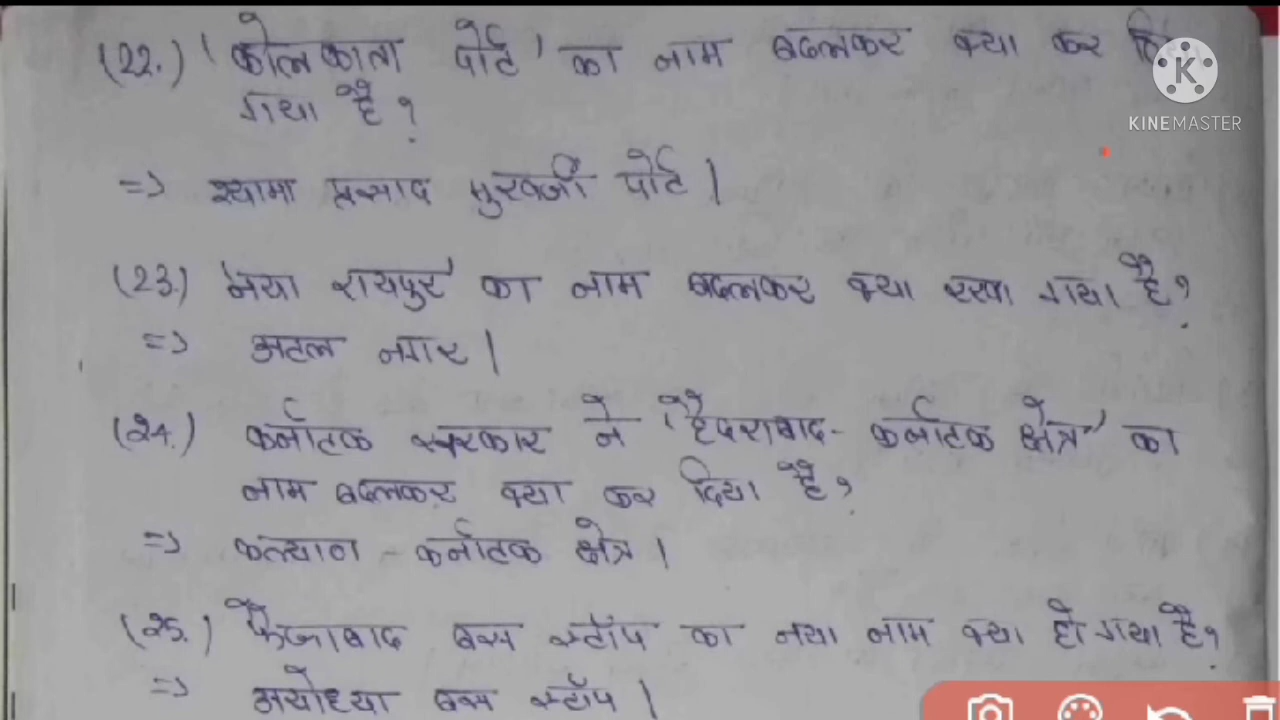 (22.) 'कोलकाता पोर्ट' का नाम बदलकर क्या कर
गया है?
=> श्यामा प्रसाद मुखर्जी पोर्ट।
(23.) 'नया रायपुर' का नाम बदलकर क्या रखा गया है?
=> अटल नगर।
(24.) कर्नाटक सरकार ने 'हैदराबाद- कर्नाटक क्षेत्र' का
नाम बदलकर क्या कर दिया है?
=> कल्याण - कर्नाटक क्षेत्र।
(25.) फैजाबाद बस स्टॉप का नया नाम क्या हो गया है?
=> अयोध्या बस स्टॉप।
K
KINEMASTER